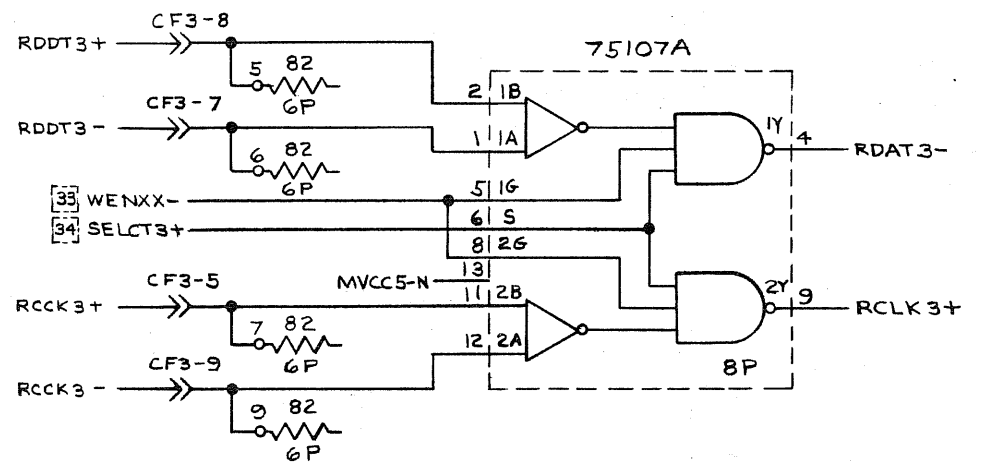 CF3-8
RDDT3+
75107A
5 82
6P
2 1B
CF3-7
1Y
4
RDDT3-
1 1A
RDAT3-
6 82
6P
33 WENXX-
5 1G
34 SELCT3+
6 S
8 2G
MVCC5-N 13
CF3-5
11 2B
2Y
9
RCCK3+
RCLK3+
7 82
6P
12 2A
CF3-9
8P
RCCK3-
9 82
6P